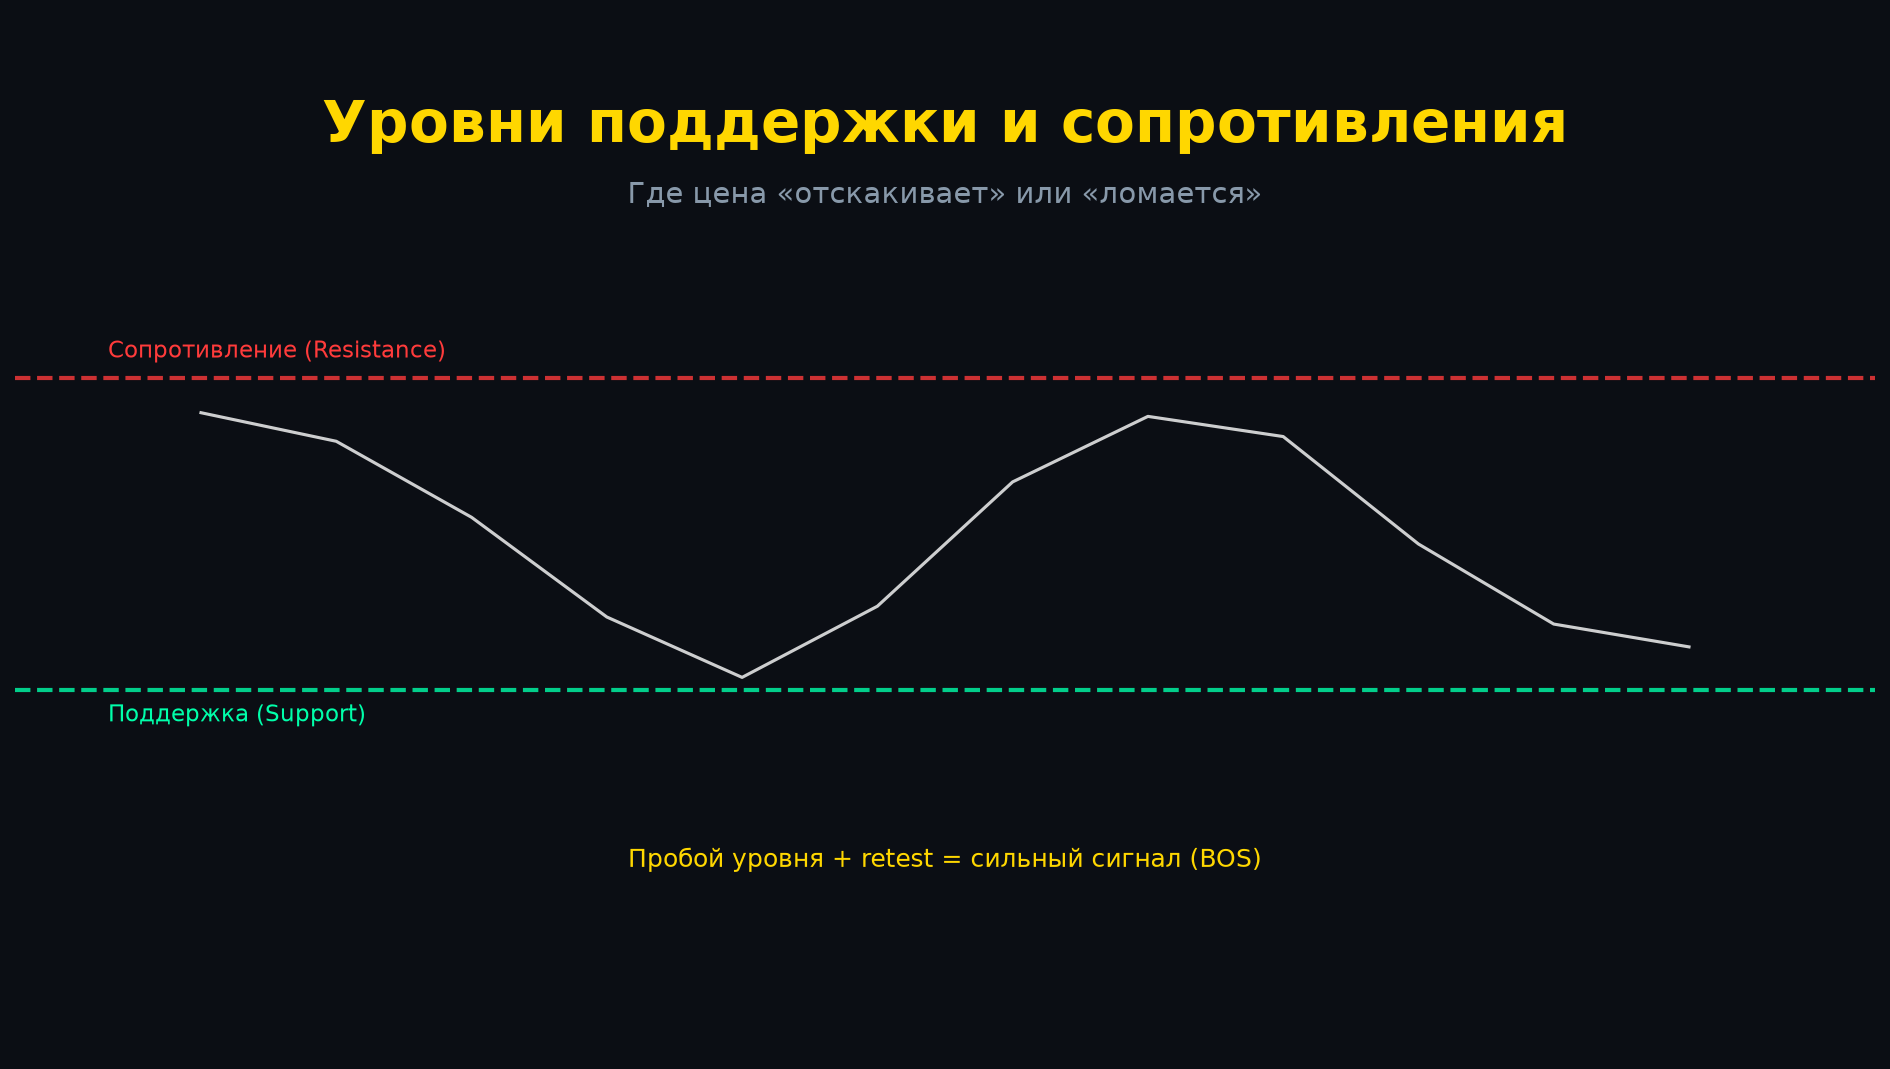 Уровни поддержки и сопротивления
Где цена «отскакивает» или «ломается»
Сопротивление (Resistance)
Поддержка (Support)
Пробой уровня + retest = сильный сигнал (BOS)